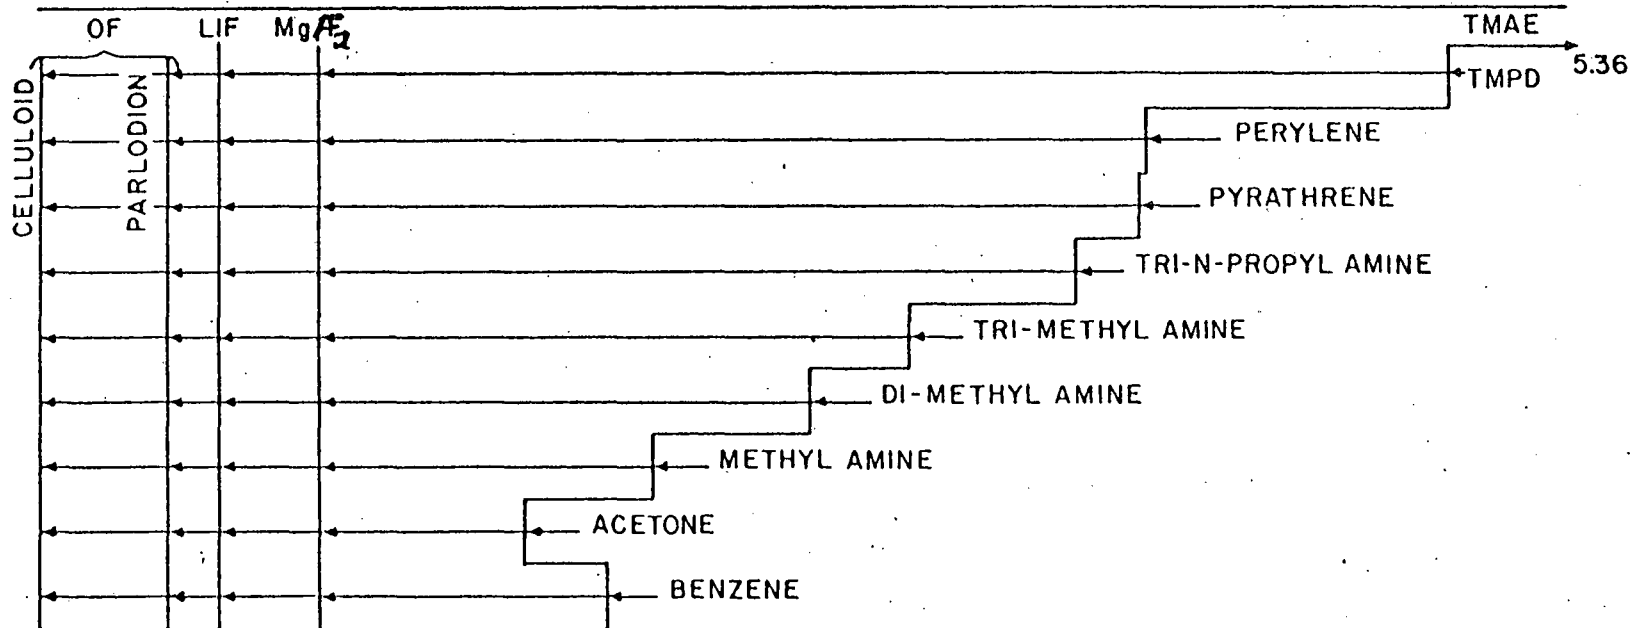 OF LIF MgF2 TMAE
5.36
TMPD
CELLULOID
PARLODION
PERYLENE
PYRATHRENE
TRI-N-PROPYL AMINE
TRI-METHYL AMINE
DI-METHYL AMINE
METHYL AMINE
ACETONE
BENZENE